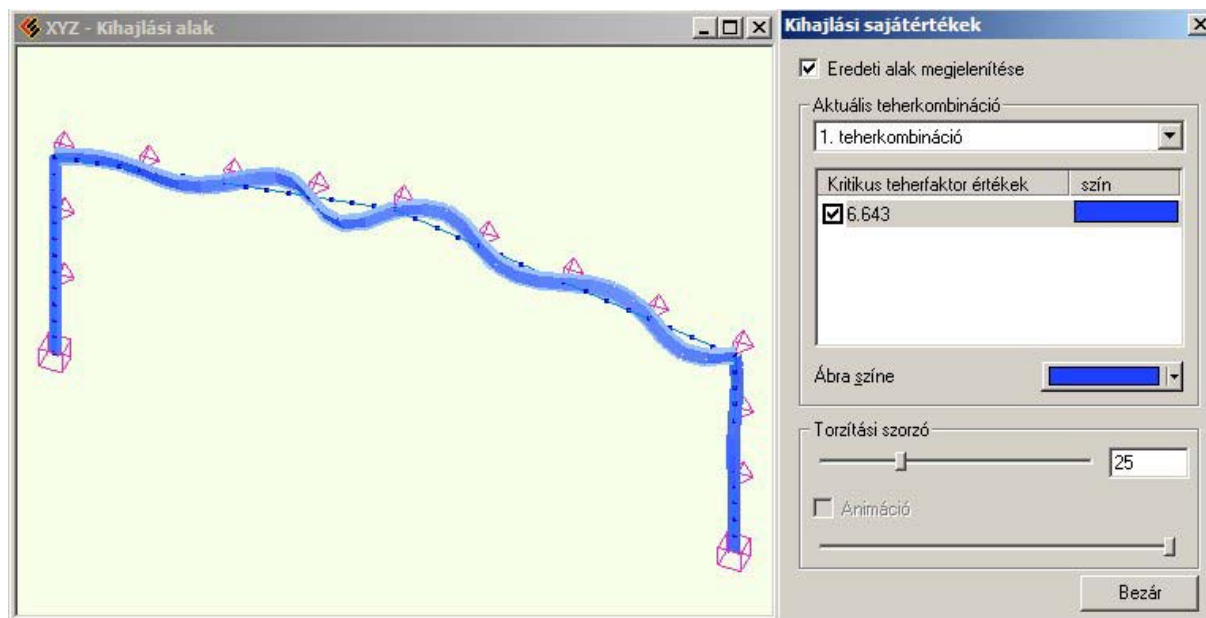 XYZ - Kihajlási alak
Kihajlási sajátértékek
Eredeti alak megjelenítése
Aktuális teherkombináció
1. teherkombináció
Kritikus teherfaktor értékek szín
6.643
Ábra színe
Torzítási szorzó
25
Animáció
Bezár